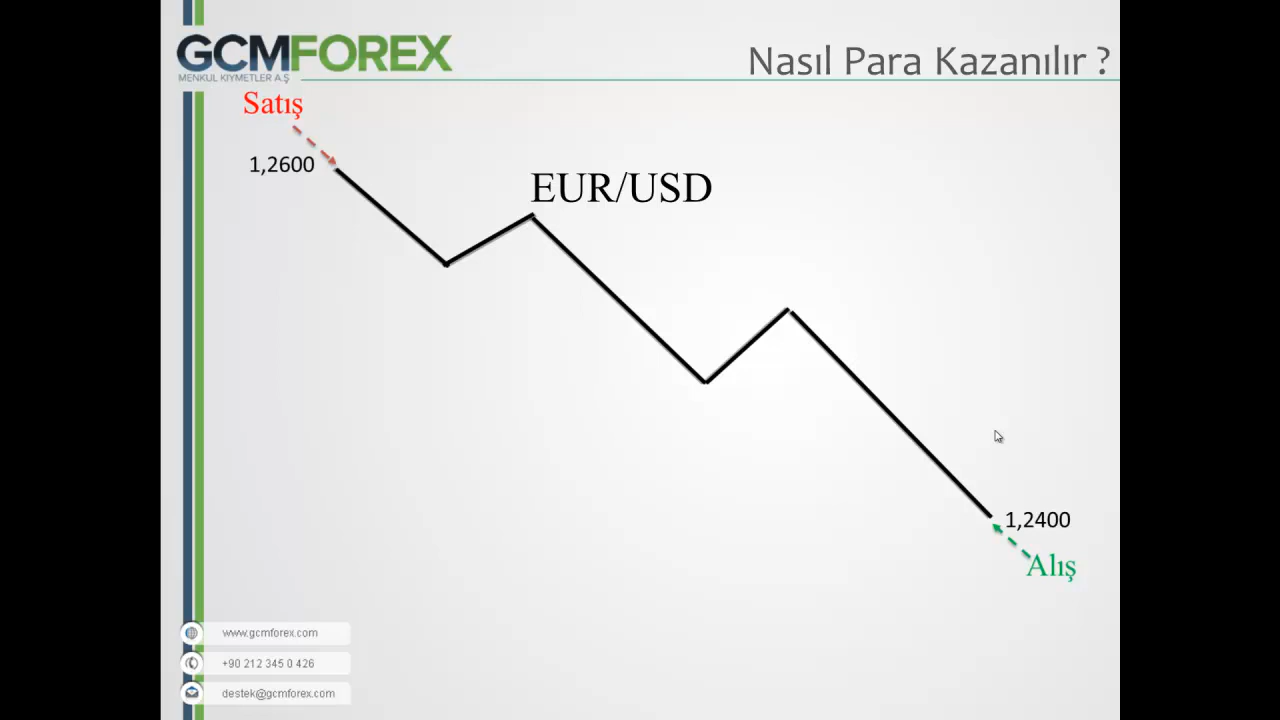 GCMFOREX
MENKUL KIYMETLER A.Ş
Nasıl Para Kazanılır ?
Satış
1,2600
EUR/USD
1,2400
Alış
www.gcmforex.com
+90 212 345 0 426
destek@gcmforex.com